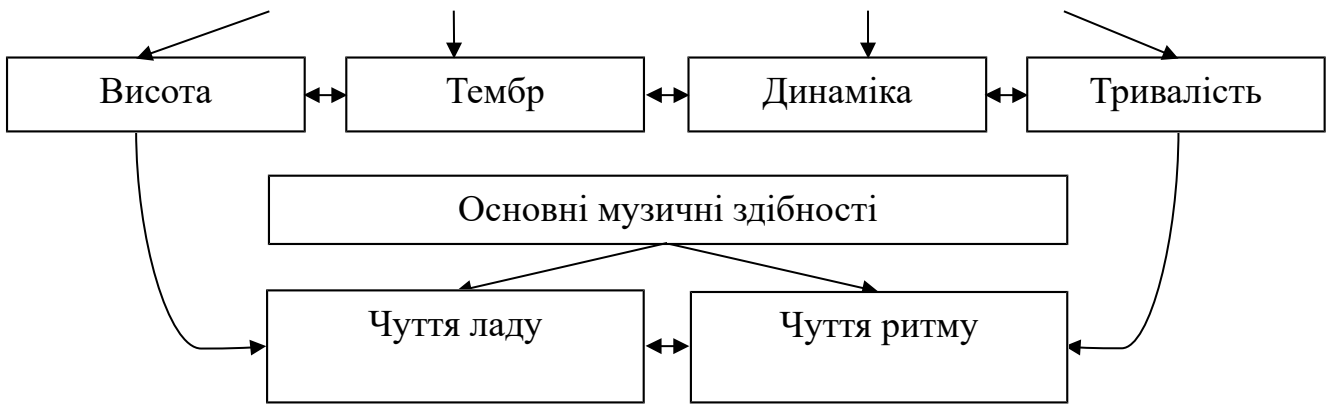 Висота
Тембр
Динаміка
Тривалість
Основні музичні здібності
Чуття ладу
Чуття ритму